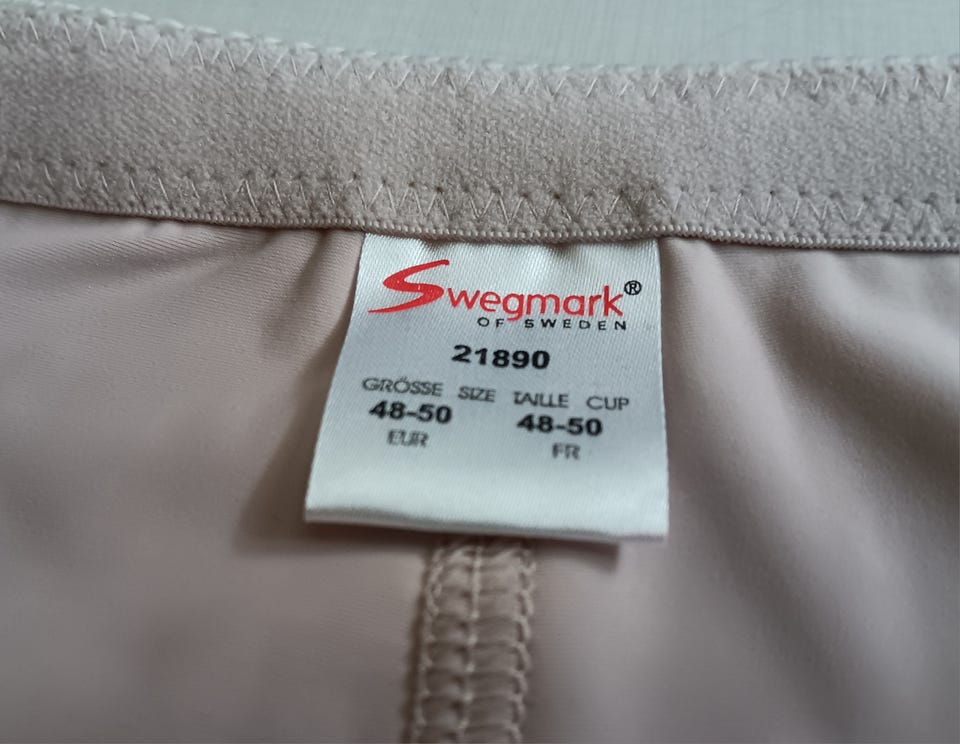 Swegmark®
OF SWEDEN
21890
GRÖSSE SIZE TAILLE CUP
48-50 48-50
EUR FR